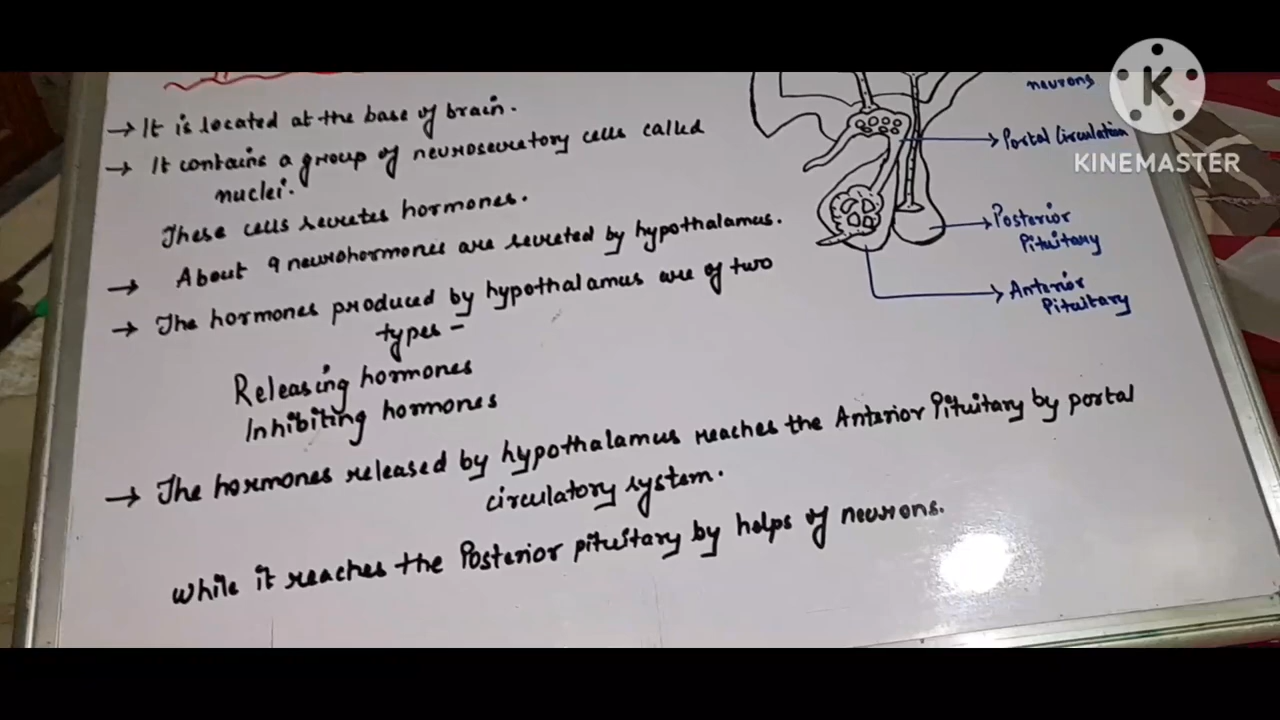 → It is located at the base of brain.
→ It contains a group of neurosecretory cells called
nuclei.
These cells secretes hormones.
→ About 9 neurohormones are secreted by hypothalamus.
→ The hormones produced by hypothalamus are of two
types -
Releasing hormones
Inhibiting hormones
→ The hormones released by hypothalamus reaches the Anterior Pituitary by portal
circulatory system.
While it reaches the Posterior pituitary by helps of neurons.
neurons
Portal Circulation
Posterior
Pituitary
Anterior
Pituitary
K
KINEMASTER